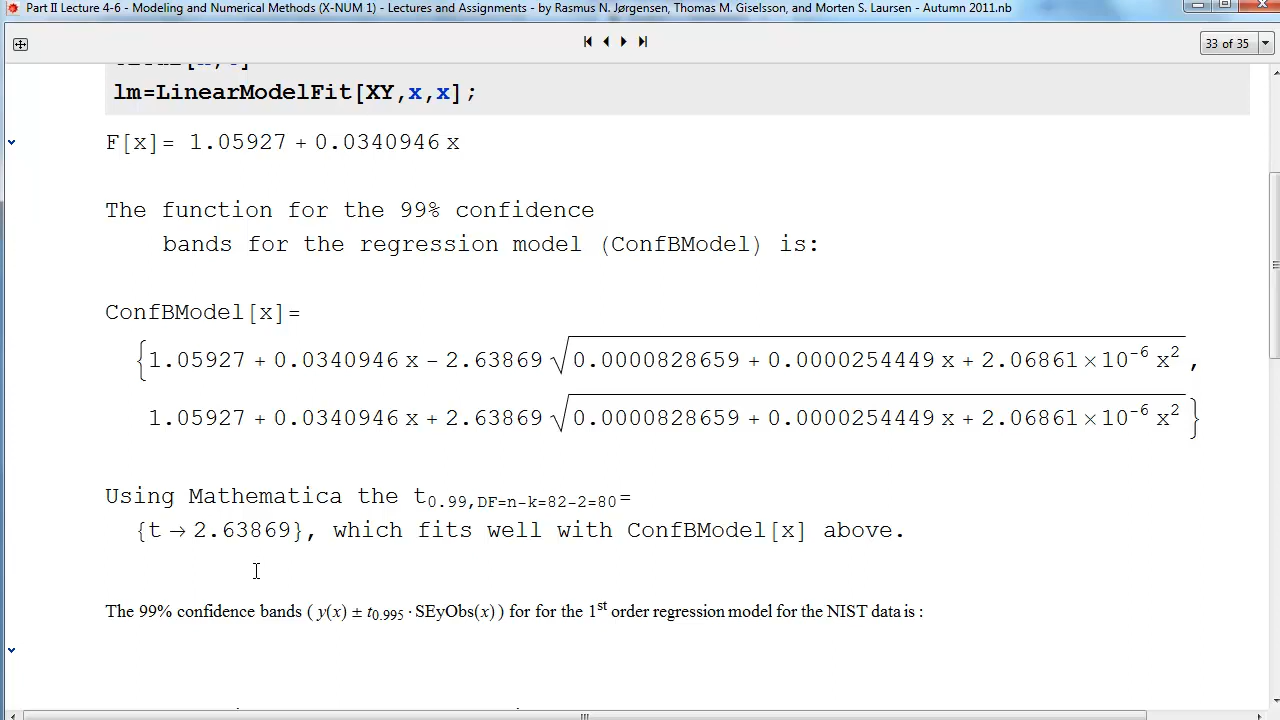 Part II Lecture 4-6 - Modeling and Numerical Methods (X-NUM 1) - Lectures and Assignments - by Rasmus N. Jørgensen, Thomas M. Giselsson, and Morten S. Laursen - Autumn 2011.nb
33 of 35
lm=LinearModelFit[XY,x,x];
F[x]= 1.05927 + 0.0340946 x
The function for the 99% confidence
bands for the regression model (ConfBModel) is:
ConfBModel[x]=
{1.05927 + 0.0340946 x − 2.63869 √(0.0000828659 + 0.0000254449 x + 2.06861×10⁻⁶ x²) ,
1.05927 + 0.0340946 x + 2.63869 √(0.0000828659 + 0.0000254449 x + 2.06861×10⁻⁶ x²) }
Using Mathematica the t0.99,DF=n-k=82-2=80=
{t → 2.63869}, which fits well with ConfBModel[x] above.
The 99% confidence bands ( y(x) ± t0.995 · SEyObs(x) ) for for the 1st order regression model for the NIST data is :